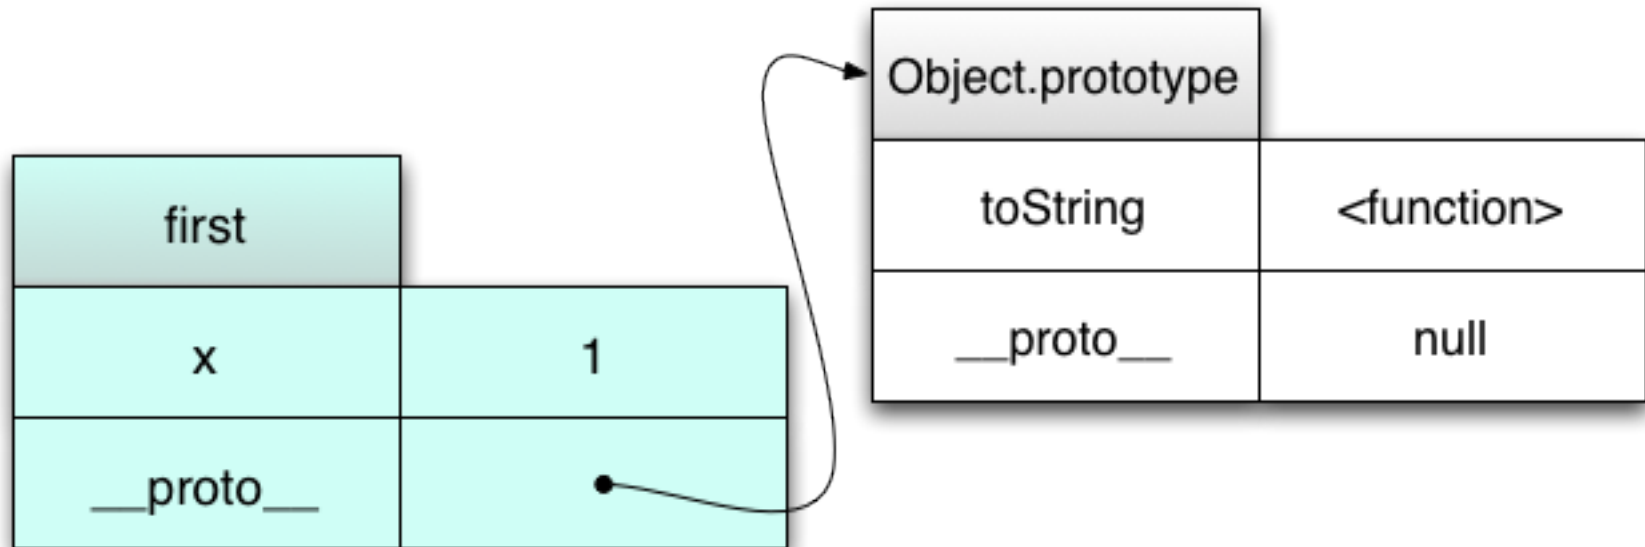 first
x 1
__proto__
Object.prototype
toString <function>
__proto__ null